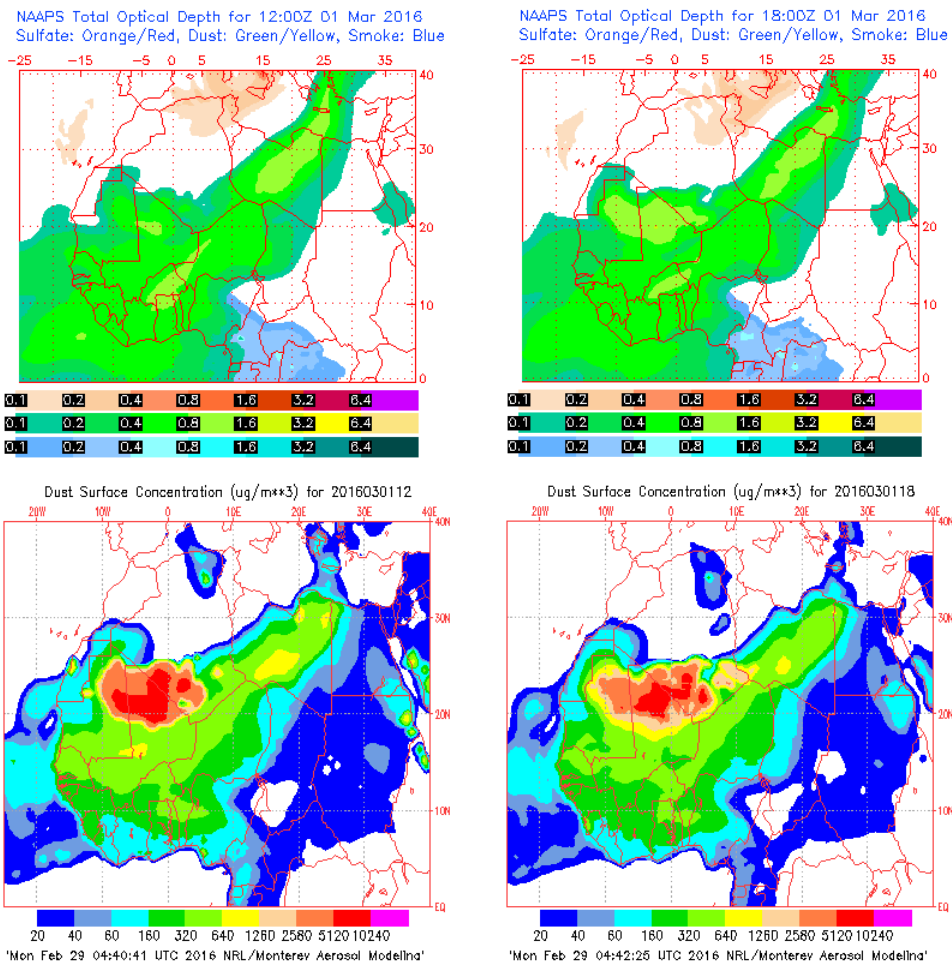 NAAPS Total Optical Depth for 12:00Z 01 Mar 2016
Sulfate: Orange/Red, Dust: Green/Yellow, Smoke: Blue
-25 -15 -5 0 5 15 25 35
40
30
20
10
0
0.1 0.2 0.4 0.8 1.6 3.2 6.4
0.1 0.2 0.4 0.8 1.6 3.2 6.4
0.1 0.2 0.4 0.8 1.6 3.2 6.4
NAAPS Total Optical Depth for 18:00Z 01 Mar 2016
Sulfate: Orange/Red, Dust: Green/Yellow, Smoke: Blue
-25 -15 -5 0 5 15 25 35
40
30
20
10
0
0.1 0.2 0.4 0.8 1.6 3.2 6.4
0.1 0.2 0.4 0.8 1.6 3.2 6.4
0.1 0.2 0.4 0.8 1.6 3.2 6.4
Dust Surface Concentration (ug/m**3) for 2016030112
20W 10W 0 10E 20E 30E 40E
40N
30N
20N
10N
EQ
20 40 60 160 320 640 1260 2580 5120 10240
'Mon Feb 29 04:40:41 UTC 2016 NRL/Monterey Aerosol Modeling'
Dust Surface Concentration (ug/m**3) for 2016030118
20W 10W 0 10E 20E 30E 40E
40N
30N
20N
10N
EQ
20 40 60 160 320 640 1260 2580 5120 10240
'Mon Feb 29 04:42:25 UTC 2016 NRL/Monterey Aerosol Modeling'